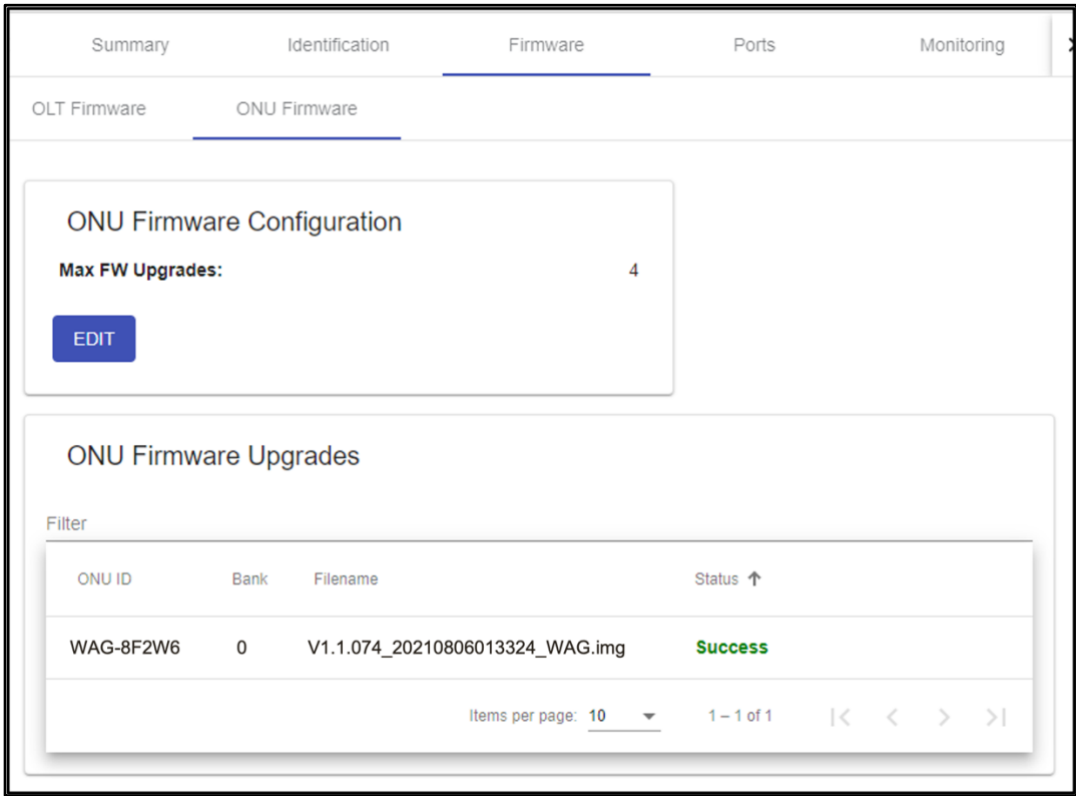 Summary Identification Firmware Ports Monitoring
OLT Firmware ONU Firmware
ONU Firmware Configuration
Max FW Upgrades: 4
EDIT
ONU Firmware Upgrades
Filter
ONU ID Bank Filename Status
WAG-8F2W6 0 V1.1.074_20210806013324_WAG.img Success
Items per page: 10 1 – 1 of 1